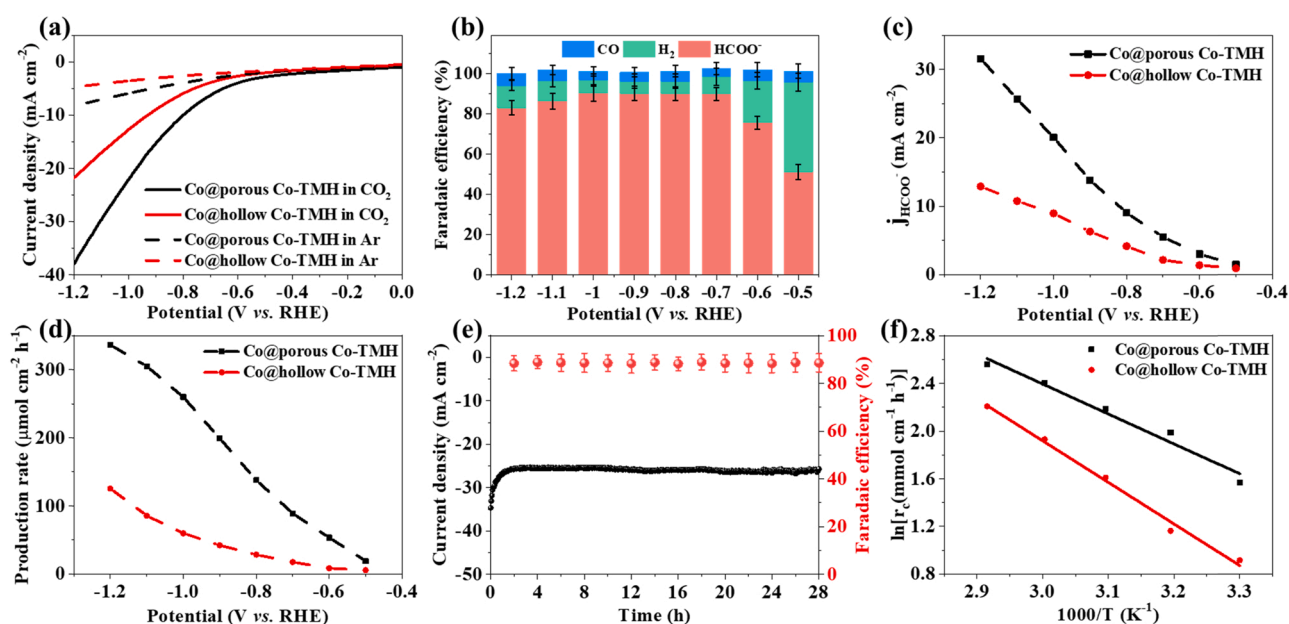 (a)
Current density (mA cm⁻²)
0
-10
-20
-30
-40
Co@porous Co-TMH in CO₂
Co@hollow Co-TMH in CO₂
Co@porous Co-TMH in Ar
Co@hollow Co-TMH in Ar
-1.2 -1.0 -0.8 -0.6 -0.4 -0.2 0.0
Potential (V vs. RHE)
(b)
CO H₂ HCOO⁻
Faradaic efficiency (%)
120
100
80
60
40
20
0
-1.2 -1.1 -1 -0.9 -0.8 -0.7 -0.6 -0.5
Potential (V vs. RHE)
(c)
Co@porous Co-TMH
Co@hollow Co-TMH
j_HCOO⁻ (mA cm⁻²)
30
20
10
0
-1.2 -1.0 -0.8 -0.6 -0.4
Potential (V vs. RHE)
(d)
Co@porous Co-TMH
Co@hollow Co-TMH
Production rate (μmol cm⁻² h⁻¹)
300
200
100
0
-1.2 -1.0 -0.8 -0.6 -0.4
Potential (V vs. RHE)
(e)
Current density (mA cm⁻²)
0
-10
-20
-30
-40
-50
Faradaic efficiency (%)
100
80
60
40
20
0
0 4 8 12 16 20 24 28
Time (h)
(f)
Co@porous Co-TMH
Co@hollow Co-TMH
ln[r_c(mmol cm⁻¹ h⁻¹)]
2.8
2.4
2.0
1.6
1.2
0.8
2.9 3.0 3.1 3.2 3.3
1000/T (K⁻¹)